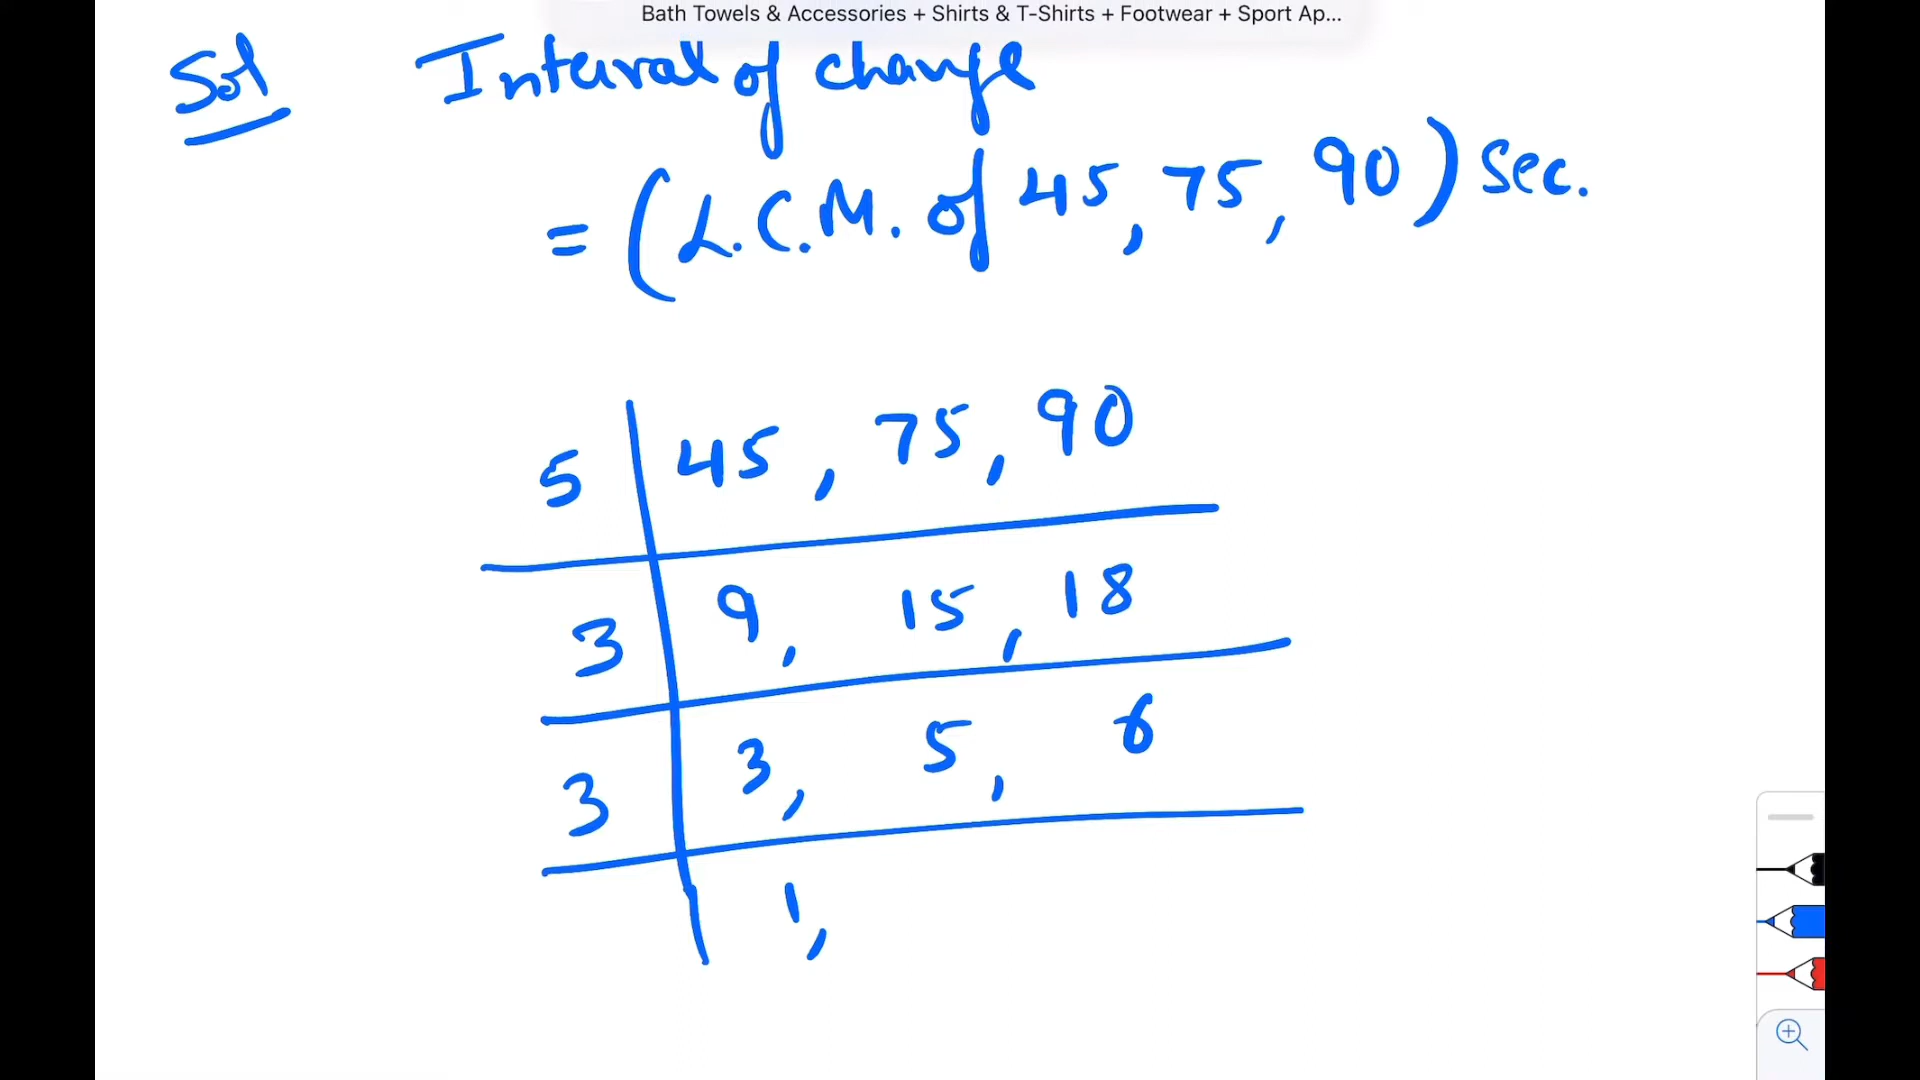 Bath Towels & Accessories + Shirts & T-Shirts + Footwear + Sport Ap...
Sol Interval of change
= (L.C.M. of 45, 75, 90) sec.
5 45, 75, 90
3 9, 15, 18
3 3, 5, 6
1,